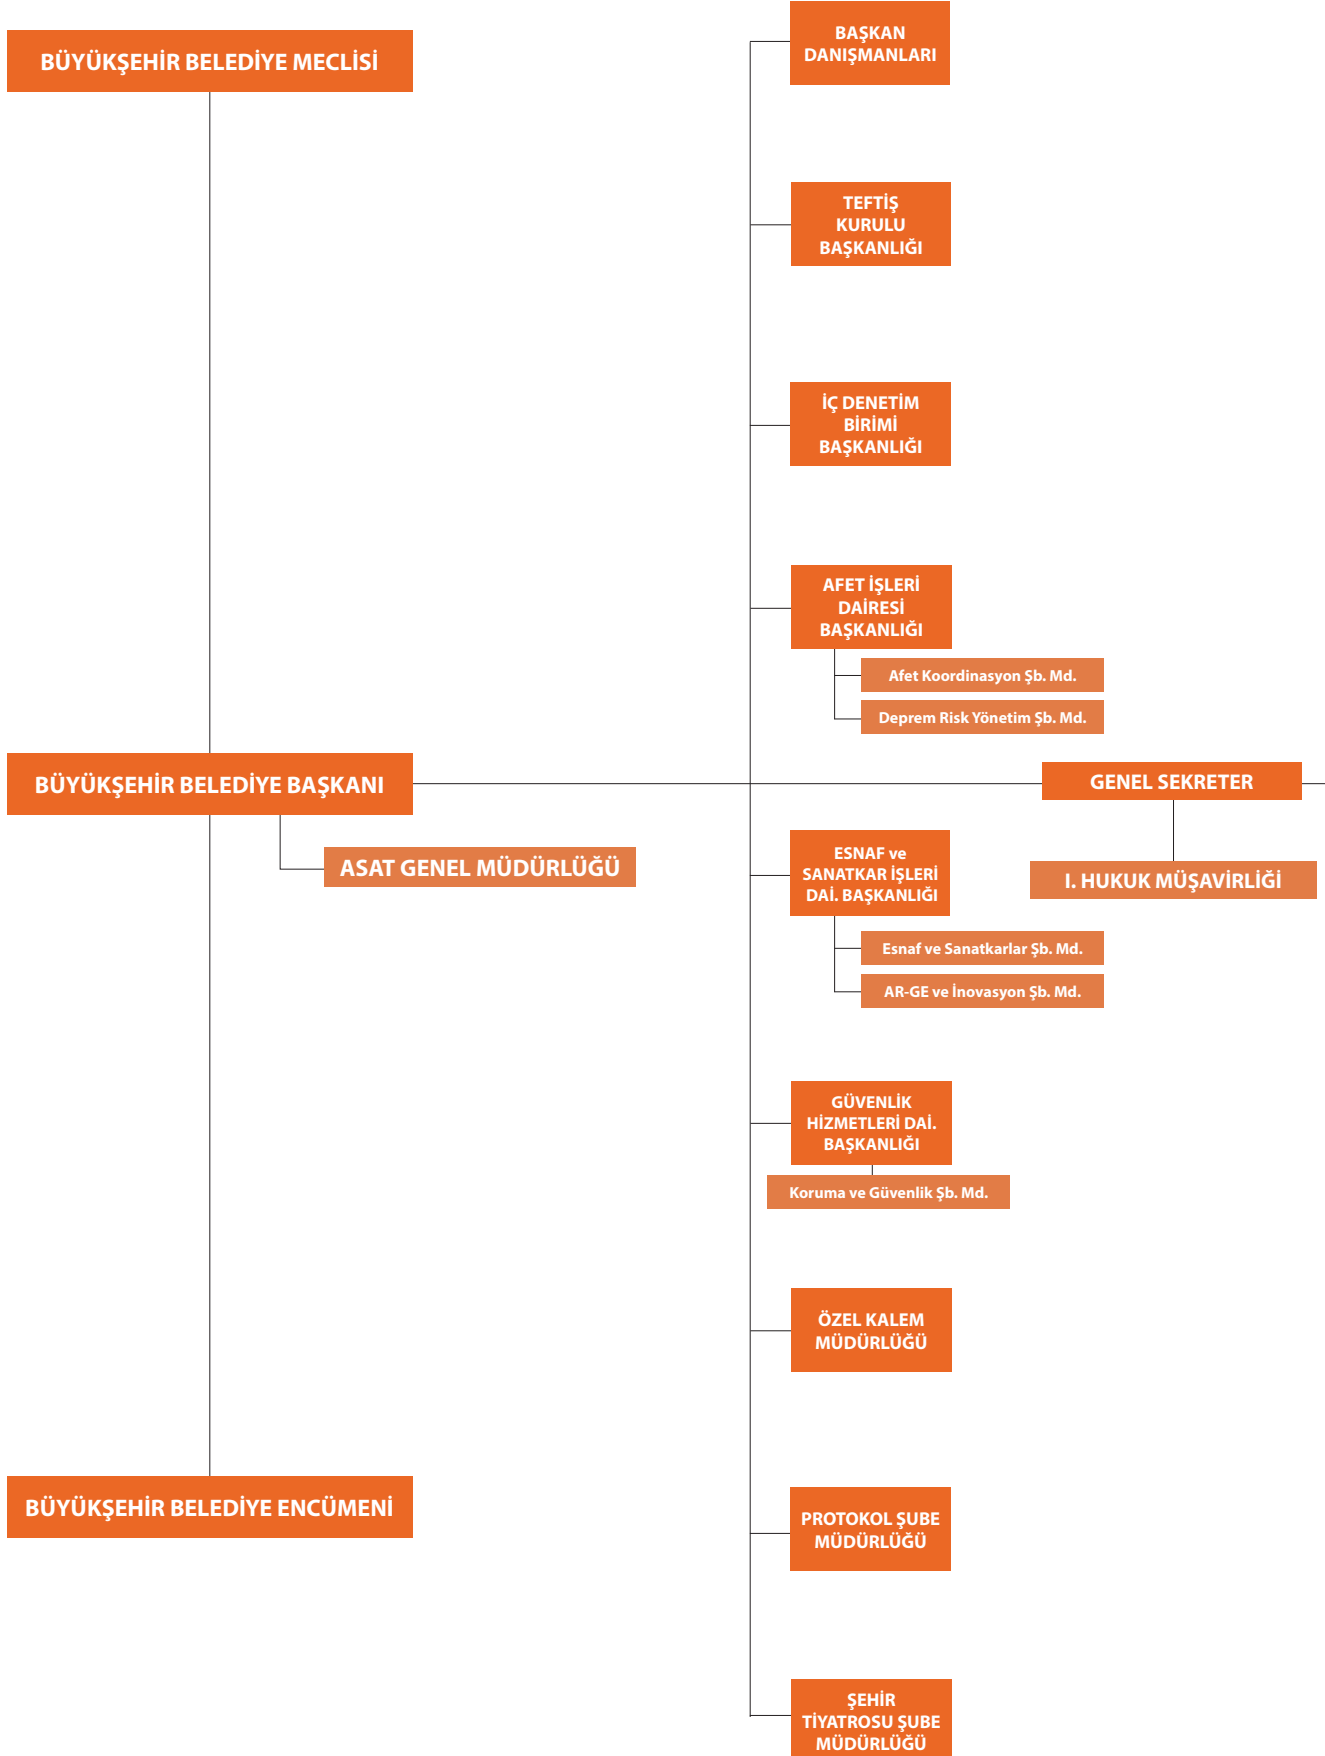 BÜYÜKŞEHİR BELEDİYE MECLİSİ
BAŞKAN
DANIŞMANLARI
TEFTİŞ
KURULU
BAŞKANLIĞI
İÇ DENETİM
BİRİMİ
BAŞKANLIĞI
AFET İŞLERİ
DAİRESİ
BAŞKANLIĞI
Afet Koordinasyon Şb. Md.
Deprem Risk Yönetim Şb. Md.
BÜYÜKŞEHİR BELEDİYE BAŞKANI
GENEL SEKRETER
ASAT GENEL MÜDÜRLÜĞÜ
I. HUKUK MÜŞAVİRLİĞİ
ESNAF ve
SANATKAR İŞLERİ
DAİ. BAŞKANLIĞI
Esnaf ve Sanatkarlar Şb. Md.
AR-GE ve İnovasyon Şb. Md.
GÜVENLİK
HİZMETLERİ DAİ.
BAŞKANLIĞI
Koruma ve Güvenlik Şb. Md.
ÖZEL KALEM
MÜDÜRLÜĞÜ
BÜYÜKŞEHİR BELEDİYE ENCÜMENİ
PROTOKOL ŞUBE
MÜDÜRLÜĞÜ
ŞEHİR
TİYATROSU ŞUBE
MÜDÜRLÜĞÜ